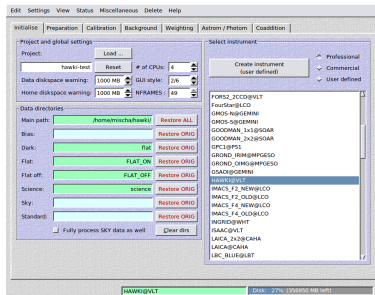 Edit Settings View Status Miscellaneous Delete Help
Initialise Preparation Calibration Background Weighting Astrom / Photom Coaddition
Project and global settings
Project: Load ...
hawki-test Reset # of CPUs: 4
Data diskspace warning: 1000 MB GUI style: 2/6
Home diskspace warning: 1000 MB NFRAMES : 49
Data directories
Main path: /home/mischa/hawki/ Restore ALL
Bias: Restore ORIG
Dark: flat Restore ORIG
Flat: FLAT_ON Restore ORIG
Flat off: FLAT_OFF Restore ORIG
Science: science Restore ORIG
Sky: Restore ORIG
Standard: Restore ORIG
Fully process SKY data as well Clear dirs
Select instrument
Create instrument
(user defined)
Professional
Commercial
User defined
FORS2_2CCD@VLT
FourStar@LCO
GMOS-N@GEMINI
GMOS-S@GEMINI
GOODMAN_1x1@SOAR
GOODMAN_2x2@SOAR
GPC1@PS1
GROND_IRIM@MPGESO
GROND_OIMG@MPGESO
GSAOI@GEMINI
HAWKI@VLT
IMACS_F2_NEW@LCO
IMACS_F2_OLD@LCO
IMACS_F4_NEW@LCO
IMACS_F4_OLD@LCO
INGRID@WHT
ISAAC@VLT
LAICA_2x2@CAHA
LAICA@CAHA
LBC_BLUE@LBT
HAWKI@VLT
Disk: 27% (356950 MB left)